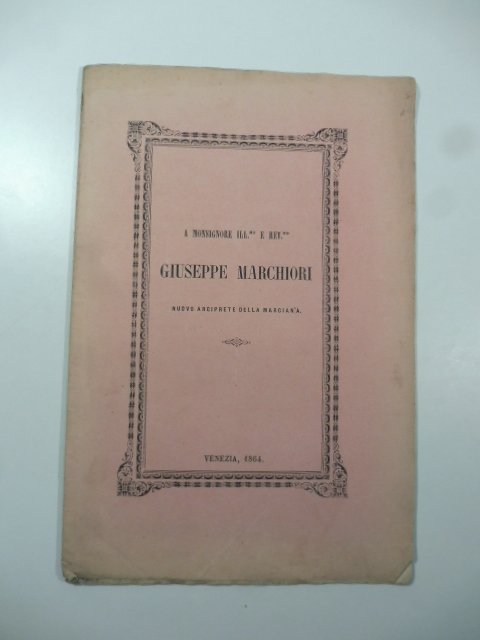 A MONSIGNORE ILL.mo E REV.mo
GIUSEPPE MARCHIORI
NUOVO ARCIPRETE DELLA MARCIANA.
VENEZIA, 1864.